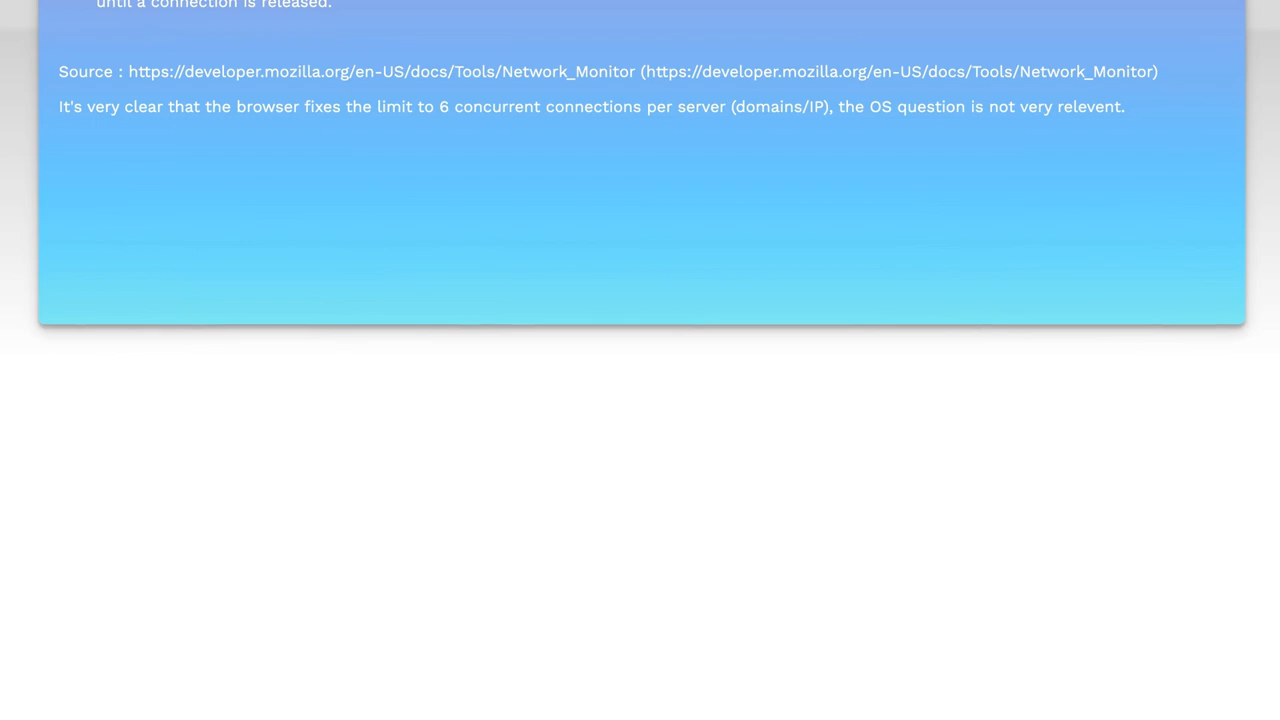 until a connection is released.
Source : https://developer.mozilla.org/en-US/docs/Tools/Network_Monitor (https://developer.mozilla.org/en-US/docs/Tools/Network_Monitor)
It's very clear that the browser fixes the limit to 6 concurrent connections per server (domains/IP), the OS question is not very relevent.